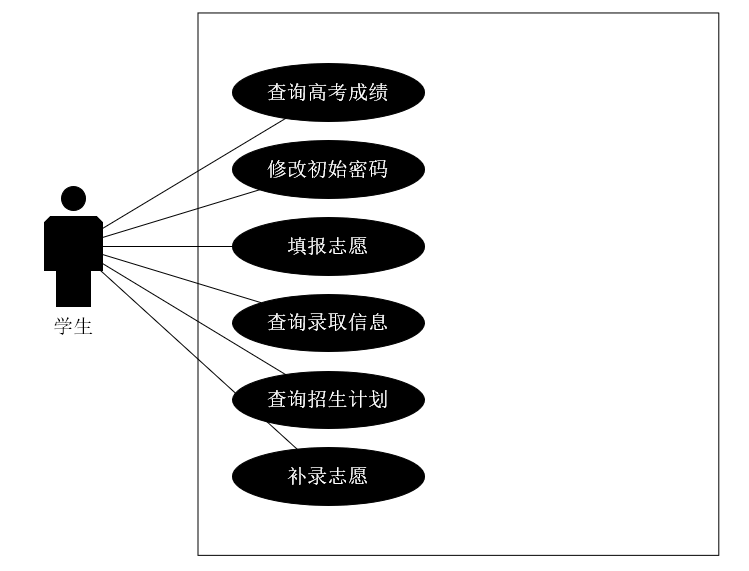 查询高考成绩
修改初始密码
填报志愿
查询录取信息
学生
查询招生计划
补录志愿